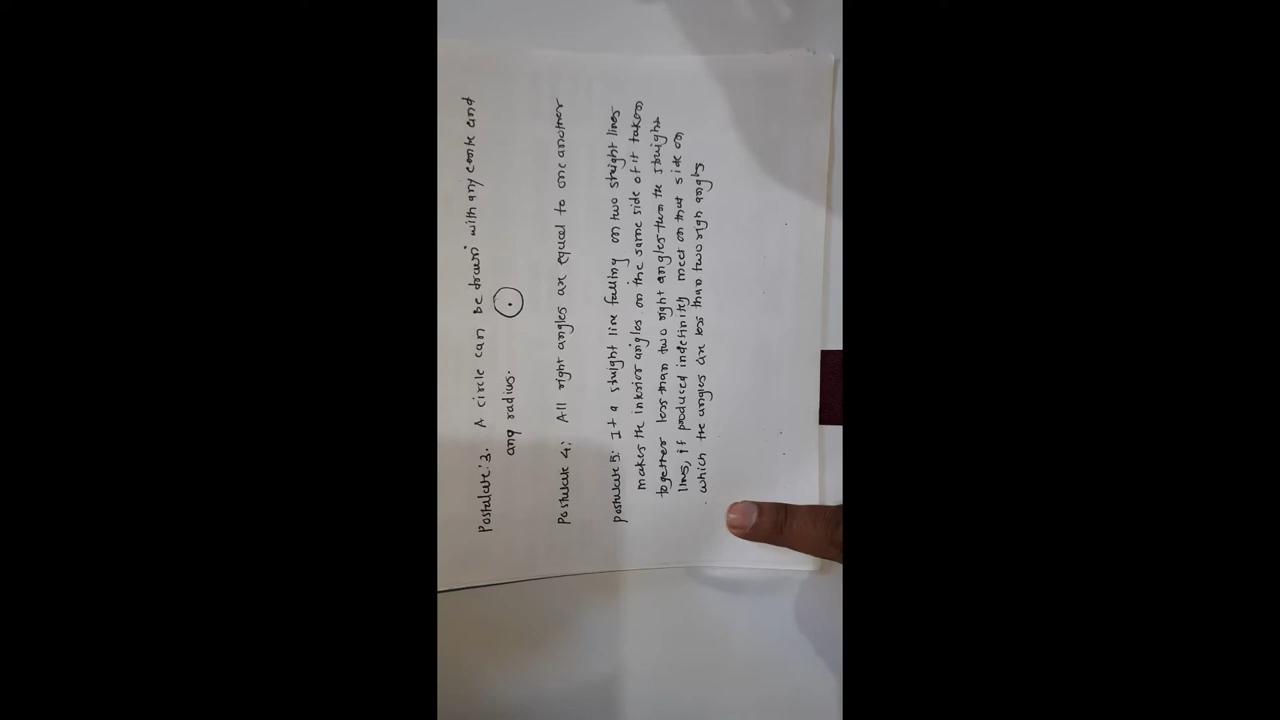 Postulate:3. A circle can be drawn with any centre and
any radius.
Postulate 4: All right angles are equal to one another
postulate 5: If a straight line falling on two straight lines
makes the interior angles on the same side of it taken
together less than two right angles then the straight
lines, if produced indefinitely meet on that side on
which the angles are less than two righ angles